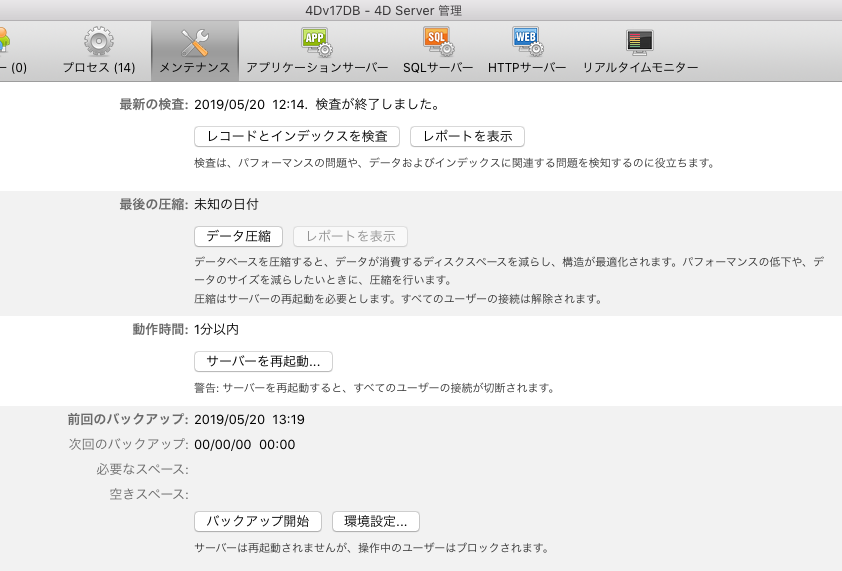 4Dv17DB - 4D Server 管理
ー (0) プロセス (14) メンテナンス アプリケーションサーバー SQLサーバー HTTPサーバー リアルタイムモニター
APP SQL WEB
最新の検査: 2019/05/20 12:14. 検査が終了しました。
レコードとインデックスを検査 レポートを表示
検査は、パフォーマンスの問題や、データおよびインデックスに関連する問題を検知するのに役立ちます。
最後の圧縮: 未知の日付
データ圧縮 レポートを表示
データベースを圧縮すると、データが消費するディスクスペースを減らし、構造が最適化されます。パフォーマンスの低下や、デ
ータのサイズを減らしたいときに、圧縮を行います。
圧縮はサーバーの再起動を必要とします。すべてのユーザーの接続は解除されます。
動作時間: 1分以内
サーバーを再起動...
警告: サーバーを再起動すると、すべてのユーザーの接続が切断されます。
前回のバックアップ: 2019/05/20 13:19
次回のバックアップ: 00/00/00 00:00
必要なスペース:
空きスペース:
バックアップ開始 環境設定...
サーバーは再起動されませんが、操作中のユーザーはブロックされます。